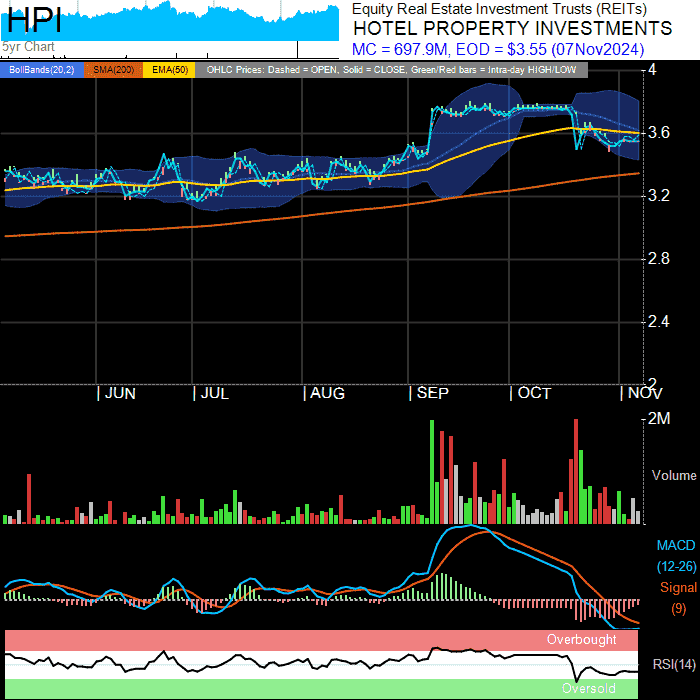 HPI
5yr Chart
Equity Real Estate Investment Trusts (REITs)
HOTEL PROPERTY INVESTMENTS
MC = 697.9M, EOD = $3.55 (07Nov2024)
BollBands(20,2) SMA(200) EMA(50) OHLC Prices: Dashed = OPEN, Solid = CLOSE, Green/Red bars = Intra-day HIGH/LOW
4
3.6
3.2
2.8
2.4
2
JUN JUL AUG SEP OCT NOV
2M
Volume
MACD
(12-26)
Signal
(9)
Overbought
RSI(14)
Oversold